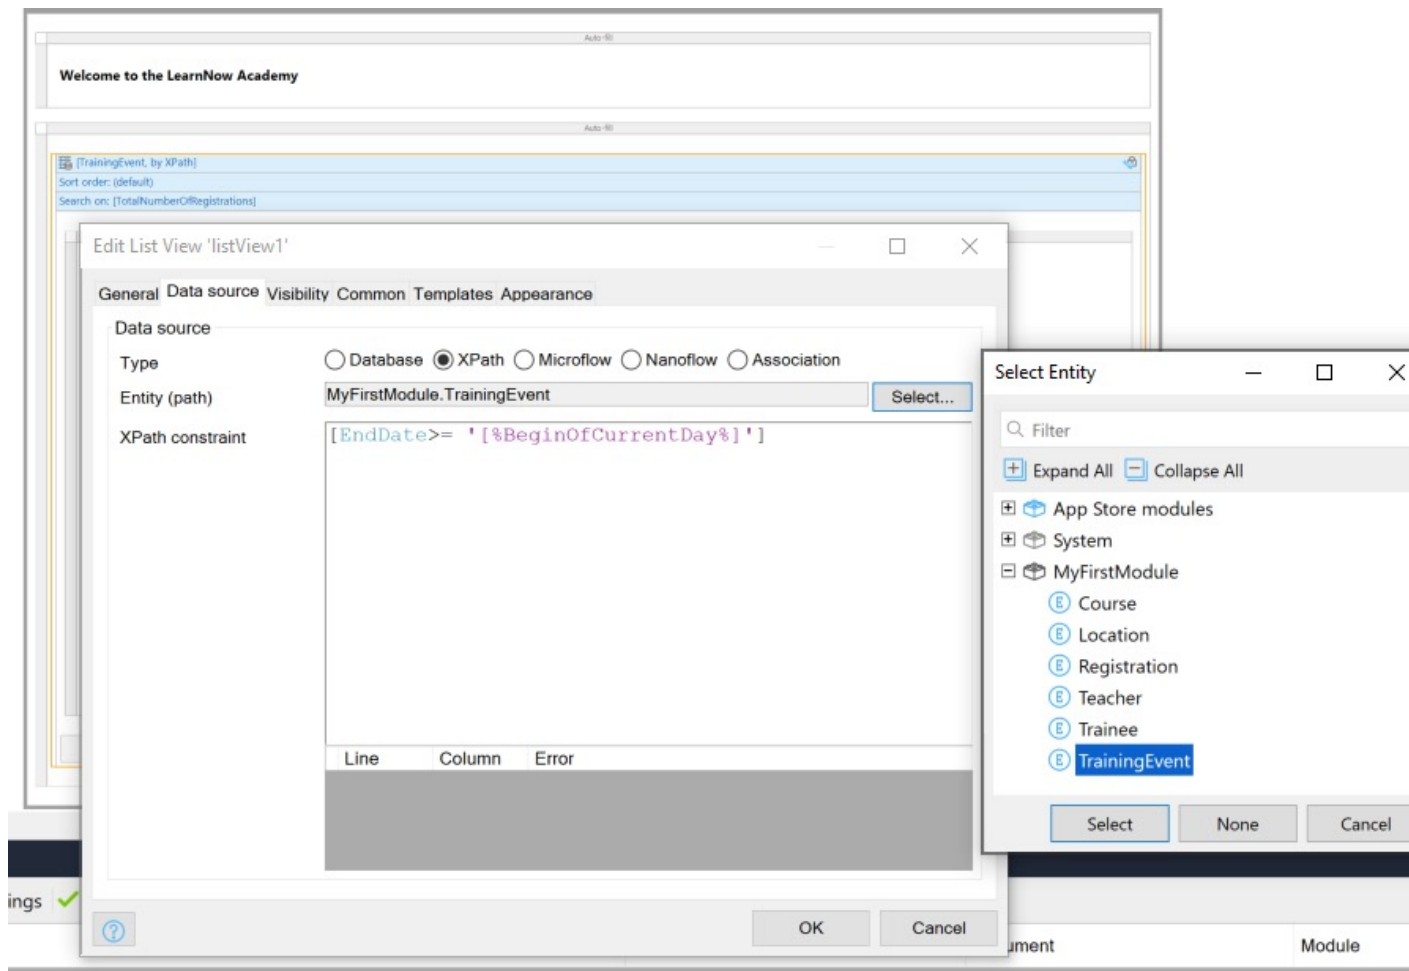 Auto-fill
Welcome to the LearnNow Academy
Auto-fill
[TrainingEvent, by XPath]
Sort order: (default)
Search on: [TotalNumberOfRegistrations]
Edit List View 'listView1'
General Data source Visibility Common Templates Appearance
Data source
Type Database XPath Microflow Nanoflow Association
Entity (path) MyFirstModule.TrainingEvent Select...
XPath constraint [EndDate>= '[%BeginOfCurrentDay%]']
Line Column Error
OK Cancel
Select Entity
Filter
Expand All Collapse All
App Store modules
System
MyFirstModule
Course
Location
Registration
Teacher
Trainee
TrainingEvent
Select None Cancel
ings
ument Module